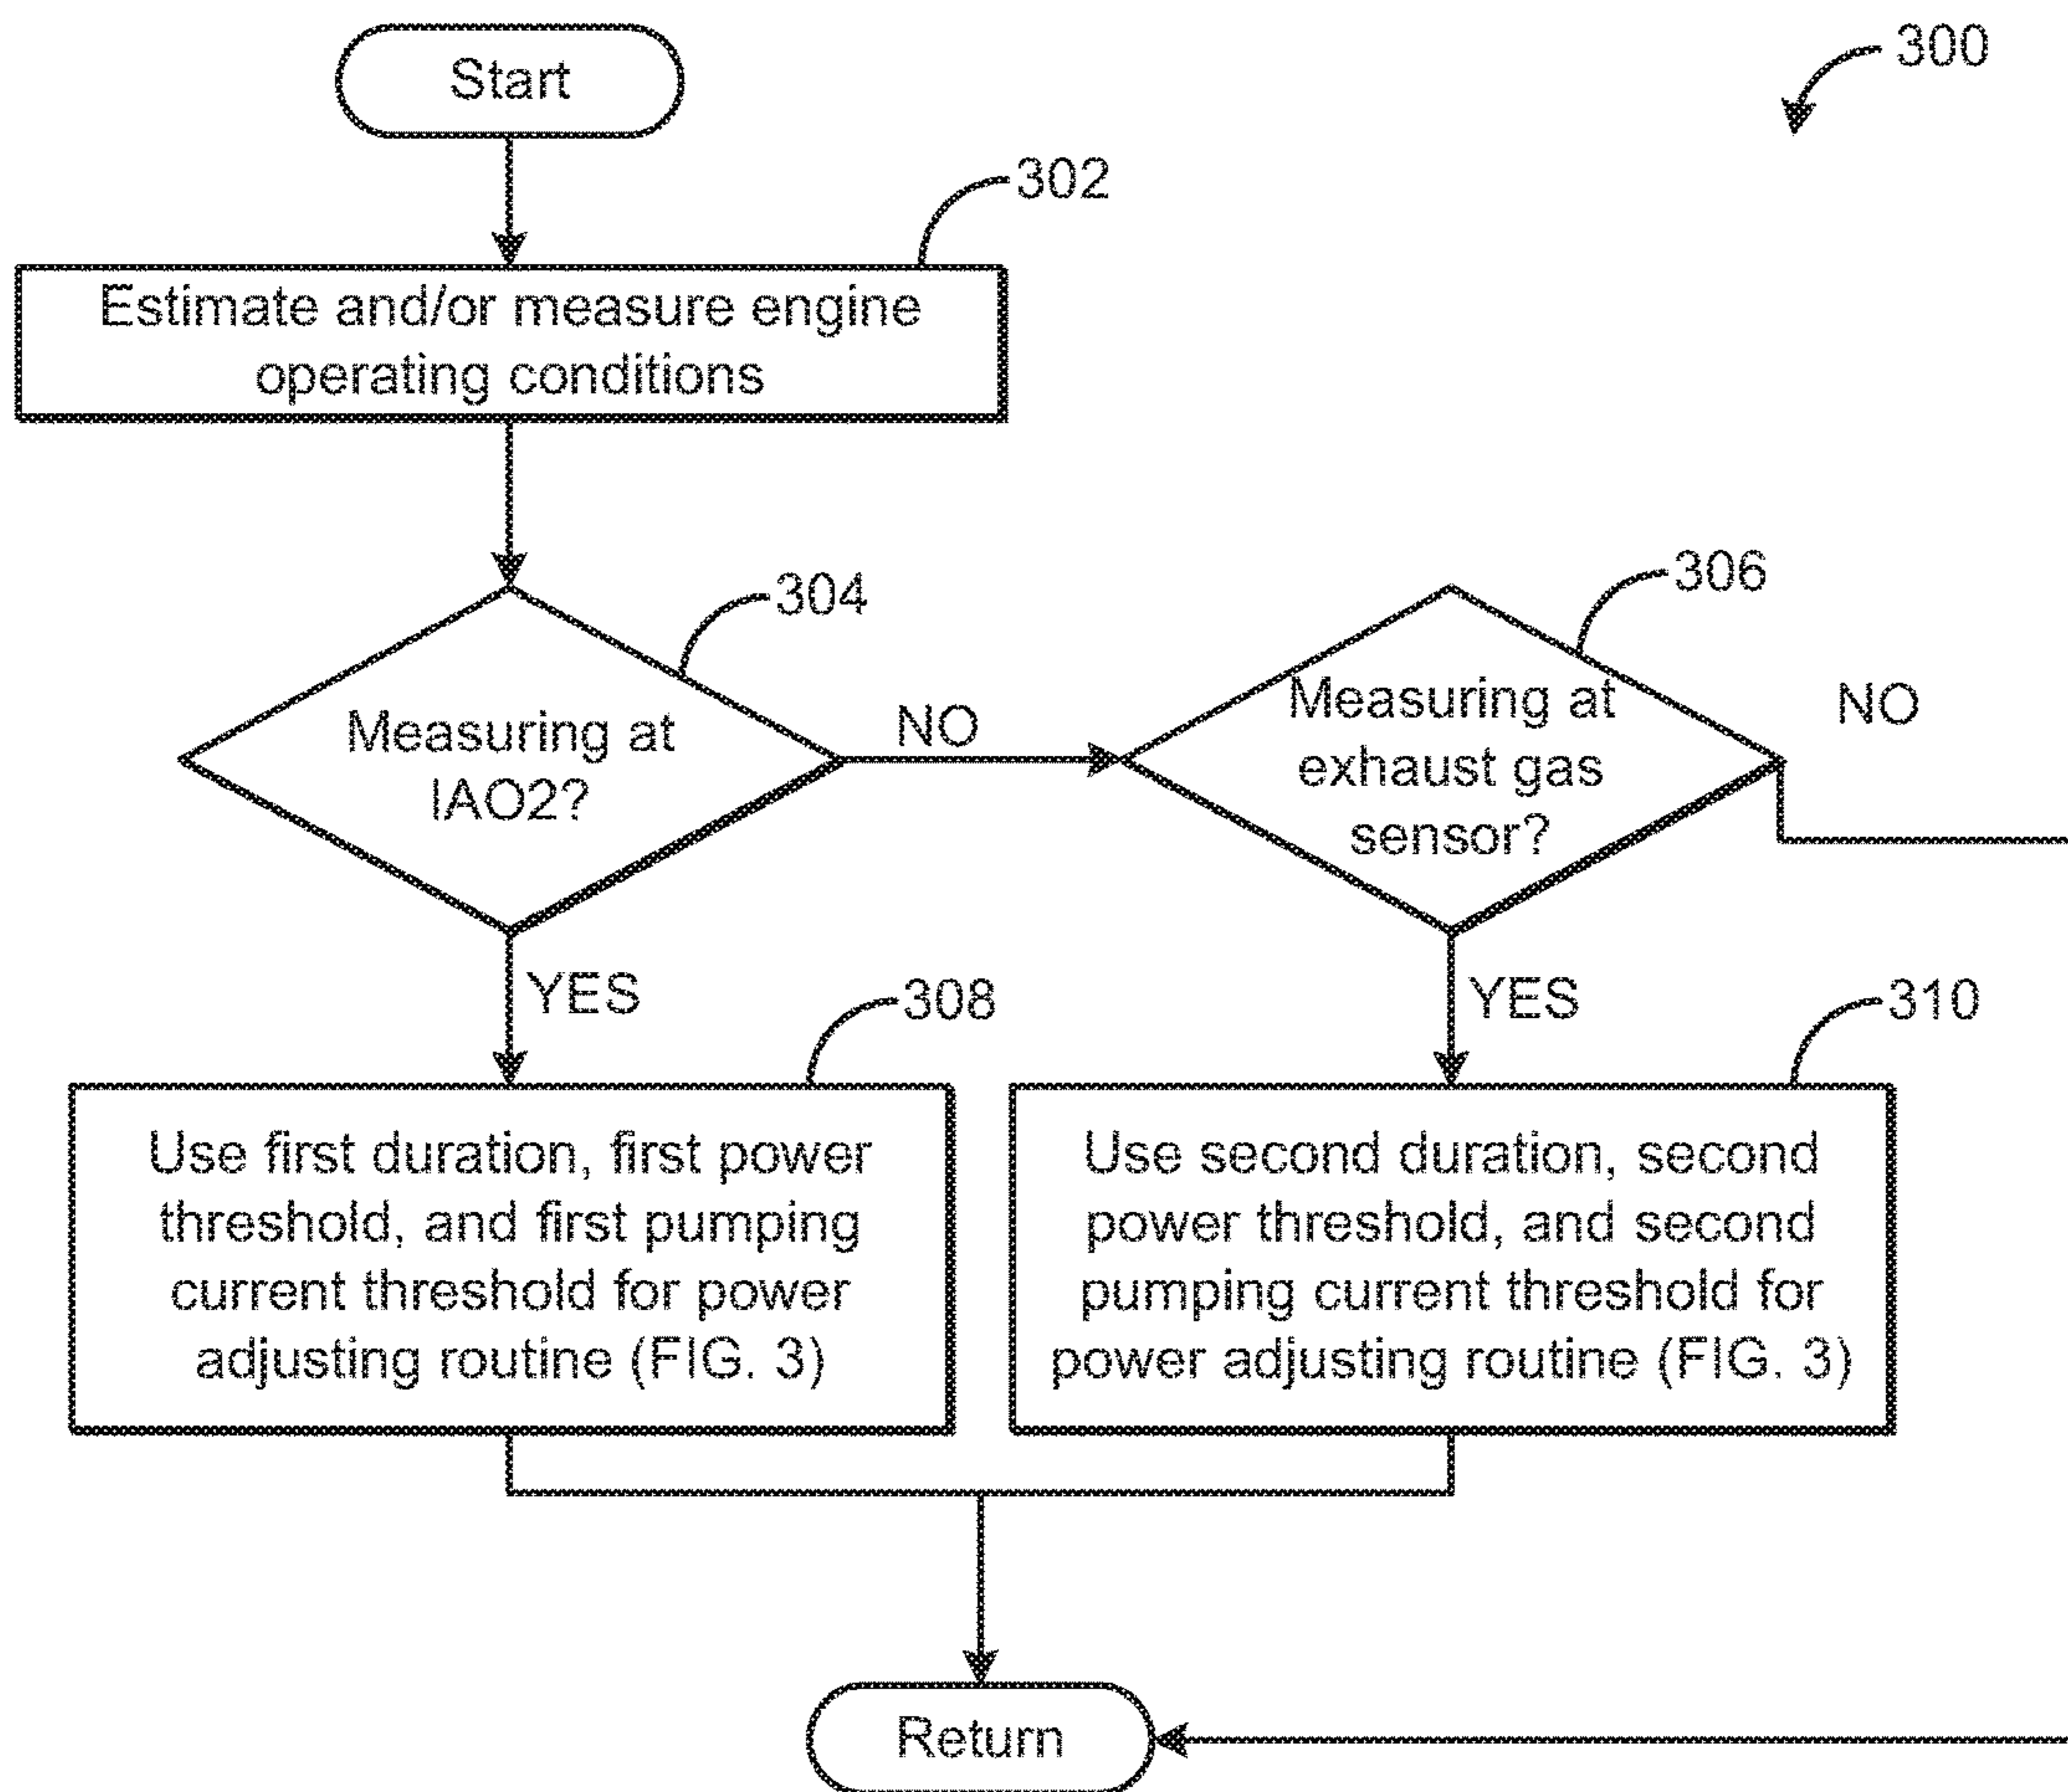 Start
300
302
Estimate and/or measure engine
operating conditions
304
306
Measuring at
IAO2?
NO
Measuring at
exhaust gas
sensor?
NO
YES
308
YES
310
Use first duration, first power
threshold, and first pumping
current threshold for power
adjusting routine (FIG. 3)
Use second duration, second
power threshold, and second
pumping current threshold for
power adjusting routine (FIG. 3)
Return